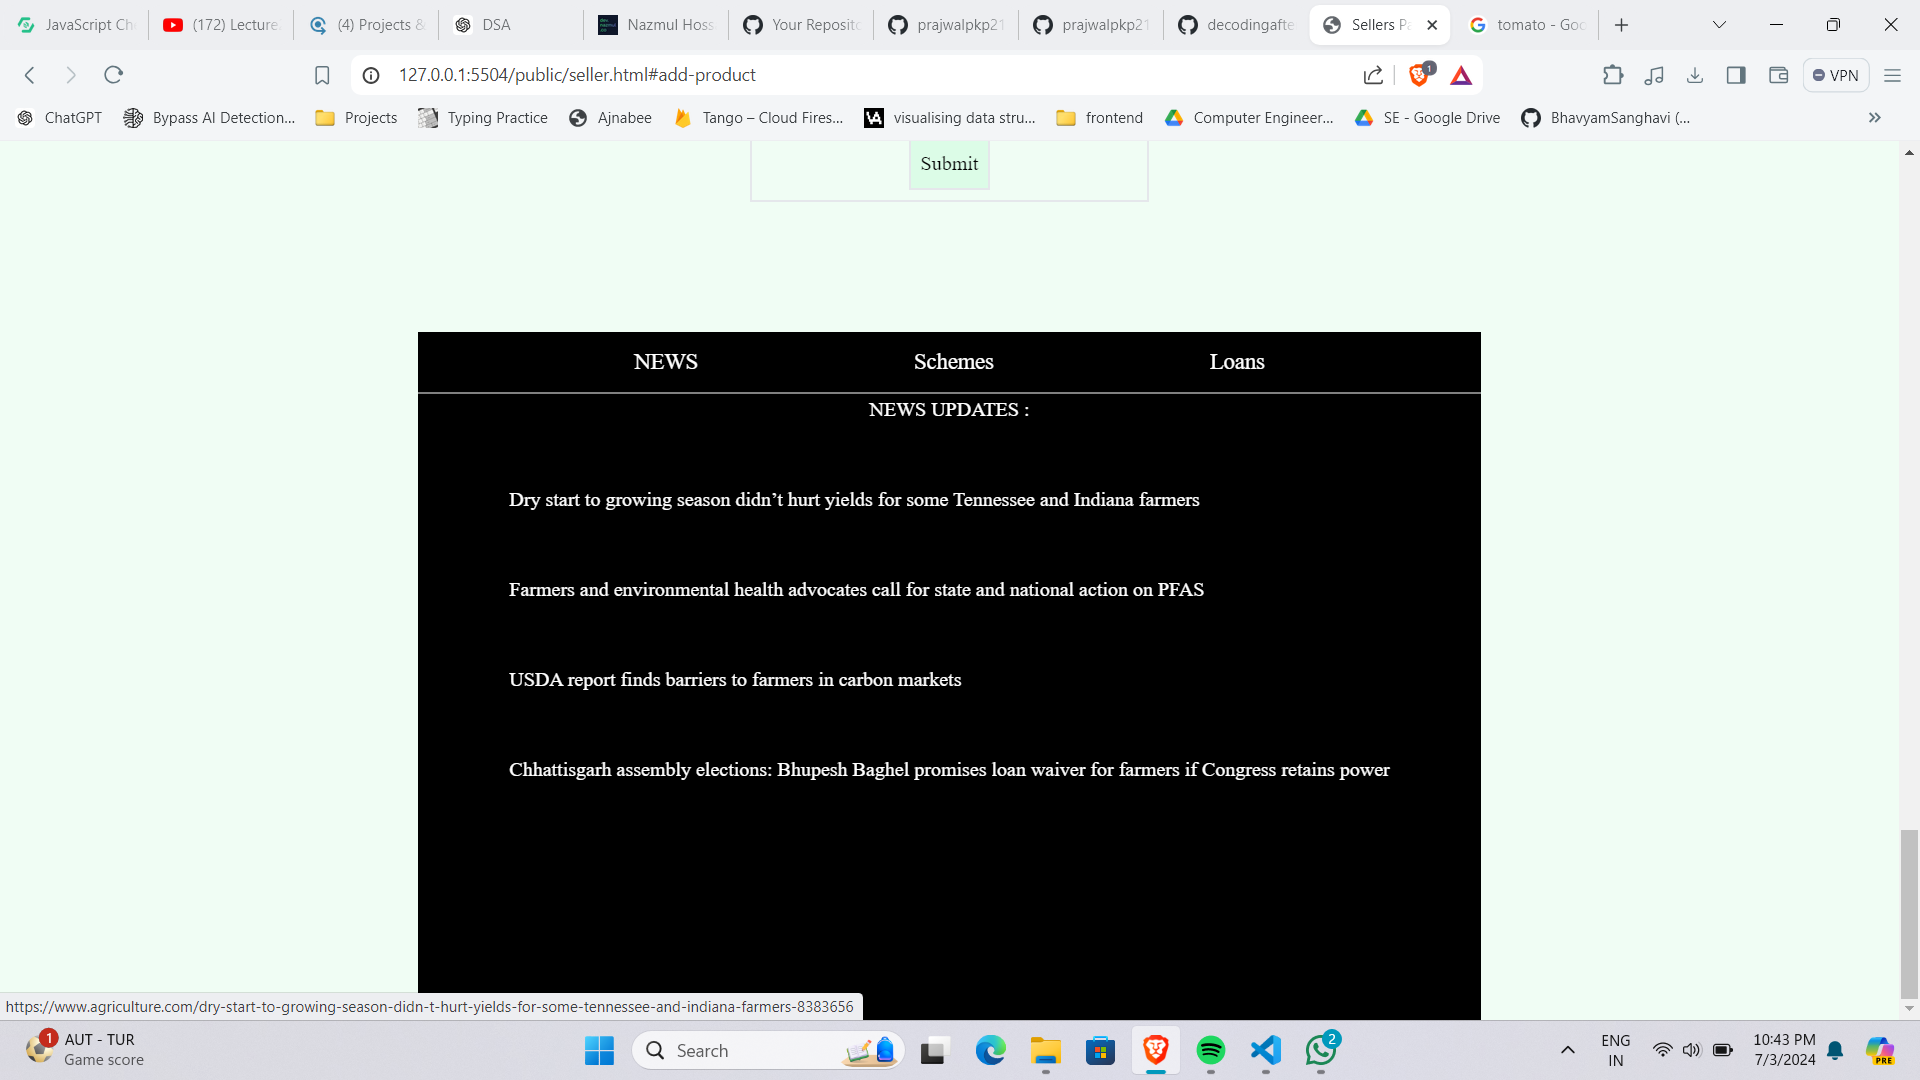 JavaScript Ch
(172) Lecture
(4) Projects &
DSA
Nazmul Hoss
Your Reposito
prajwalpkp21
prajwalpkp21
decodingafte
Sellers Pa
tomato - Goo
127.0.0.1:5504/public/seller.html#add-product
1
VPN
ChatGPT
Bypass AI Detection...
Projects
Typing Practice
Ajnabee
Tango – Cloud Fires...
visualising data stru...
frontend
Computer Engineer...
SE - Google Drive
BhavyamSanghavi (...
Submit
NEWS
Schemes
Loans
NEWS UPDATES :
Dry start to growing season didn’t hurt yields for some Tennessee and Indiana farmers
Farmers and environmental health advocates call for state and national action on PFAS
USDA report finds barriers to farmers in carbon markets
Chhattisgarh assembly elections: Bhupesh Baghel promises loan waiver for farmers if Congress retains power
https://www.agriculture.com/dry-start-to-growing-season-didn-t-hurt-yields-for-some-tennessee-and-indiana-farmers-8383656
1
AUT - TUR
Game score
Search
2
ENG
IN
10:43 PM
7/3/2024
PRE